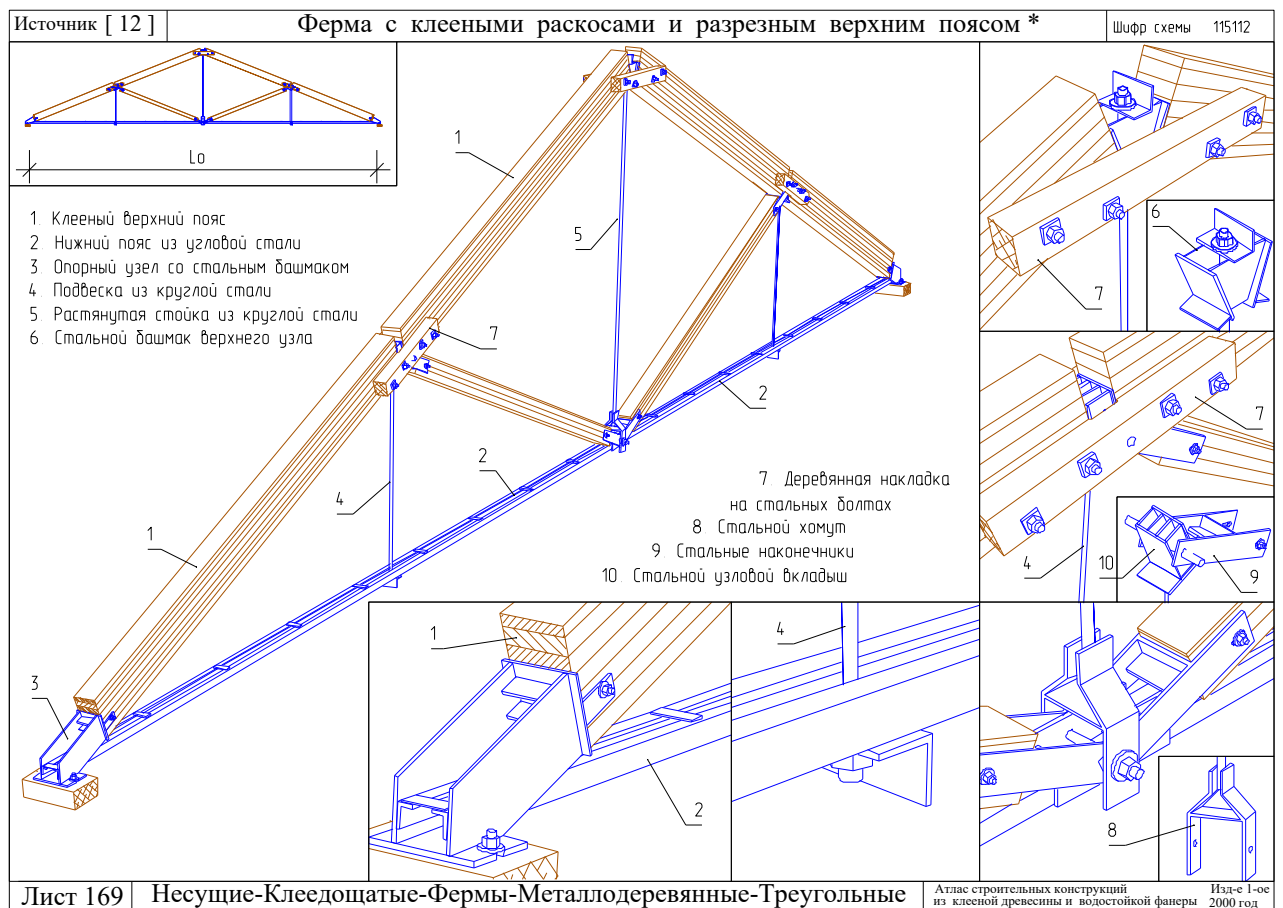 Источник [ 12 ]
Ферма с клееными раскосами и разрезным верхним поясом *
Шифр схемы 115112
Lo
1 Клееный верхний пояс
2. Нижний пояс из угловой стали
3. Опорный узел со стальным башмаком
4. Подвеска из круглой стали
5. Растянутая стойка из круглой стали
6. Стальной башмак верхнего узла
1
5
7
2
2
4
1
3
7. Деревянная накладка
на стальных болтах
8 Стальной хомут
9 Стальные наконечники
10. Стальной узловой вкладыш
6
7
7
4
10
9
1
2
4
8
Лист 169
Несущие-Клеедощатые-Фермы-Металлодеревянные-Треугольные
Атлас строительных конструкций
из клееной древесины и водостойкой фанеры
Изд-е 1-ое
2000 год